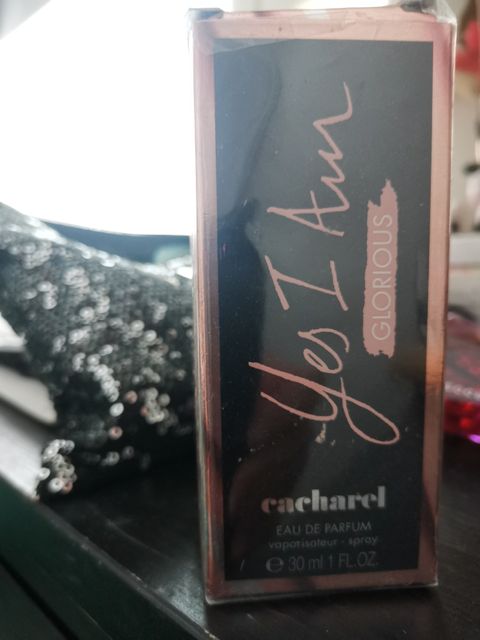 Yes I Am
GLORIOUS
cacharel
EAU DE PARFUM
vaporisateur - spray
℮ 30 ml 1 FL.OZ.